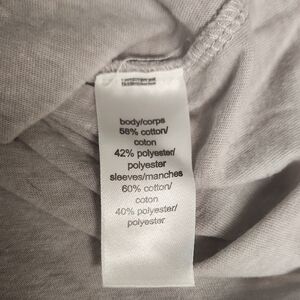 body/corps
58% cotton/
coton
42% polyester/
polyester
sleeves/manches
60% cotton/
coton
40% polyester/
polyester